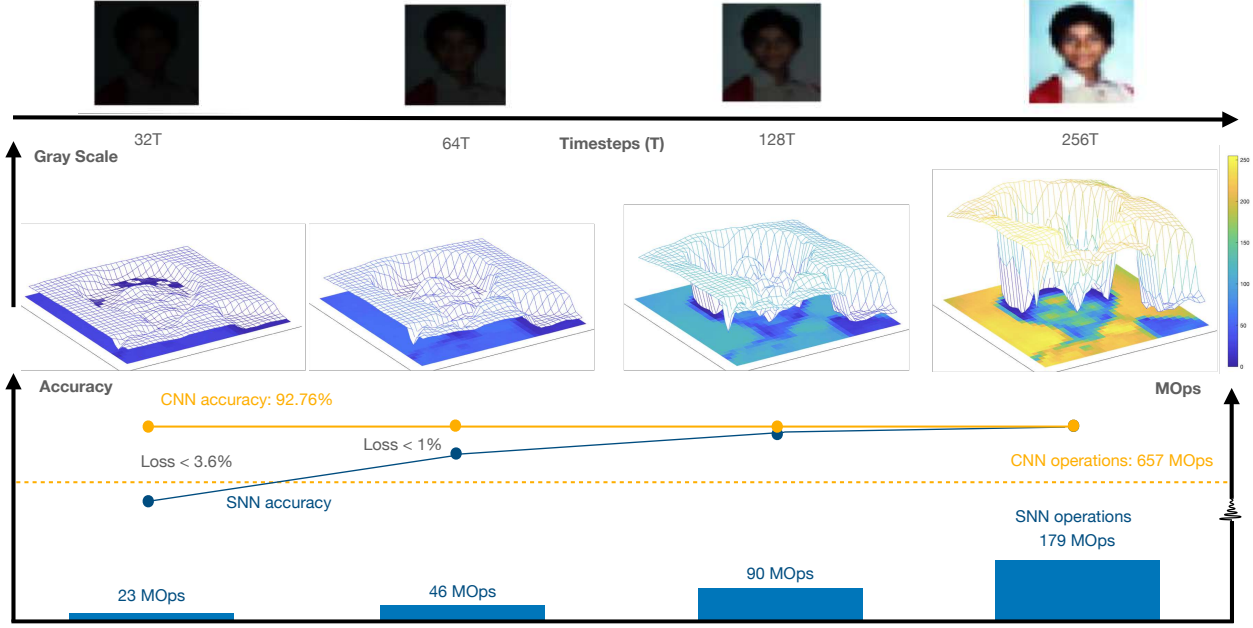 32T
64T
Timesteps (T)
128T
256T
Gray Scale
250
200
150
100
50
0
Accuracy
MOps
CNN accuracy: 92.76%
Loss < 1%
Loss < 3.6%
CNN operations: 657 MOps
SNN accuracy
SNN operations
179 MOps
90 MOps
46 MOps
23 MOps